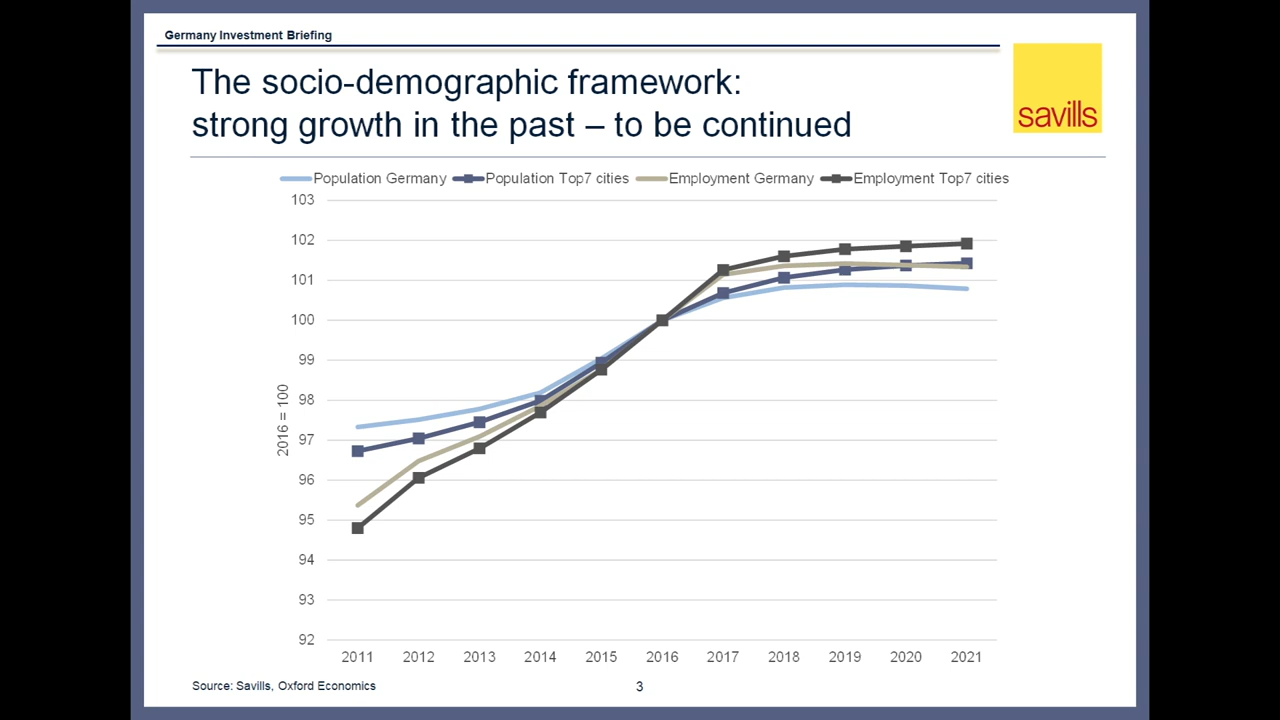 Germany Investment Briefing
The socio-demographic framework:
strong growth in the past – to be continued
savills
Population Germany Population Top7 cities Employment Germany Employment Top7 cities
103
102
101
100
99
98
97
96
95
94
93
92
2016 = 100
2011 2012 2013 2014 2015 2016 2017 2018 2019 2020 2021
Source: Savills, Oxford Economics
3